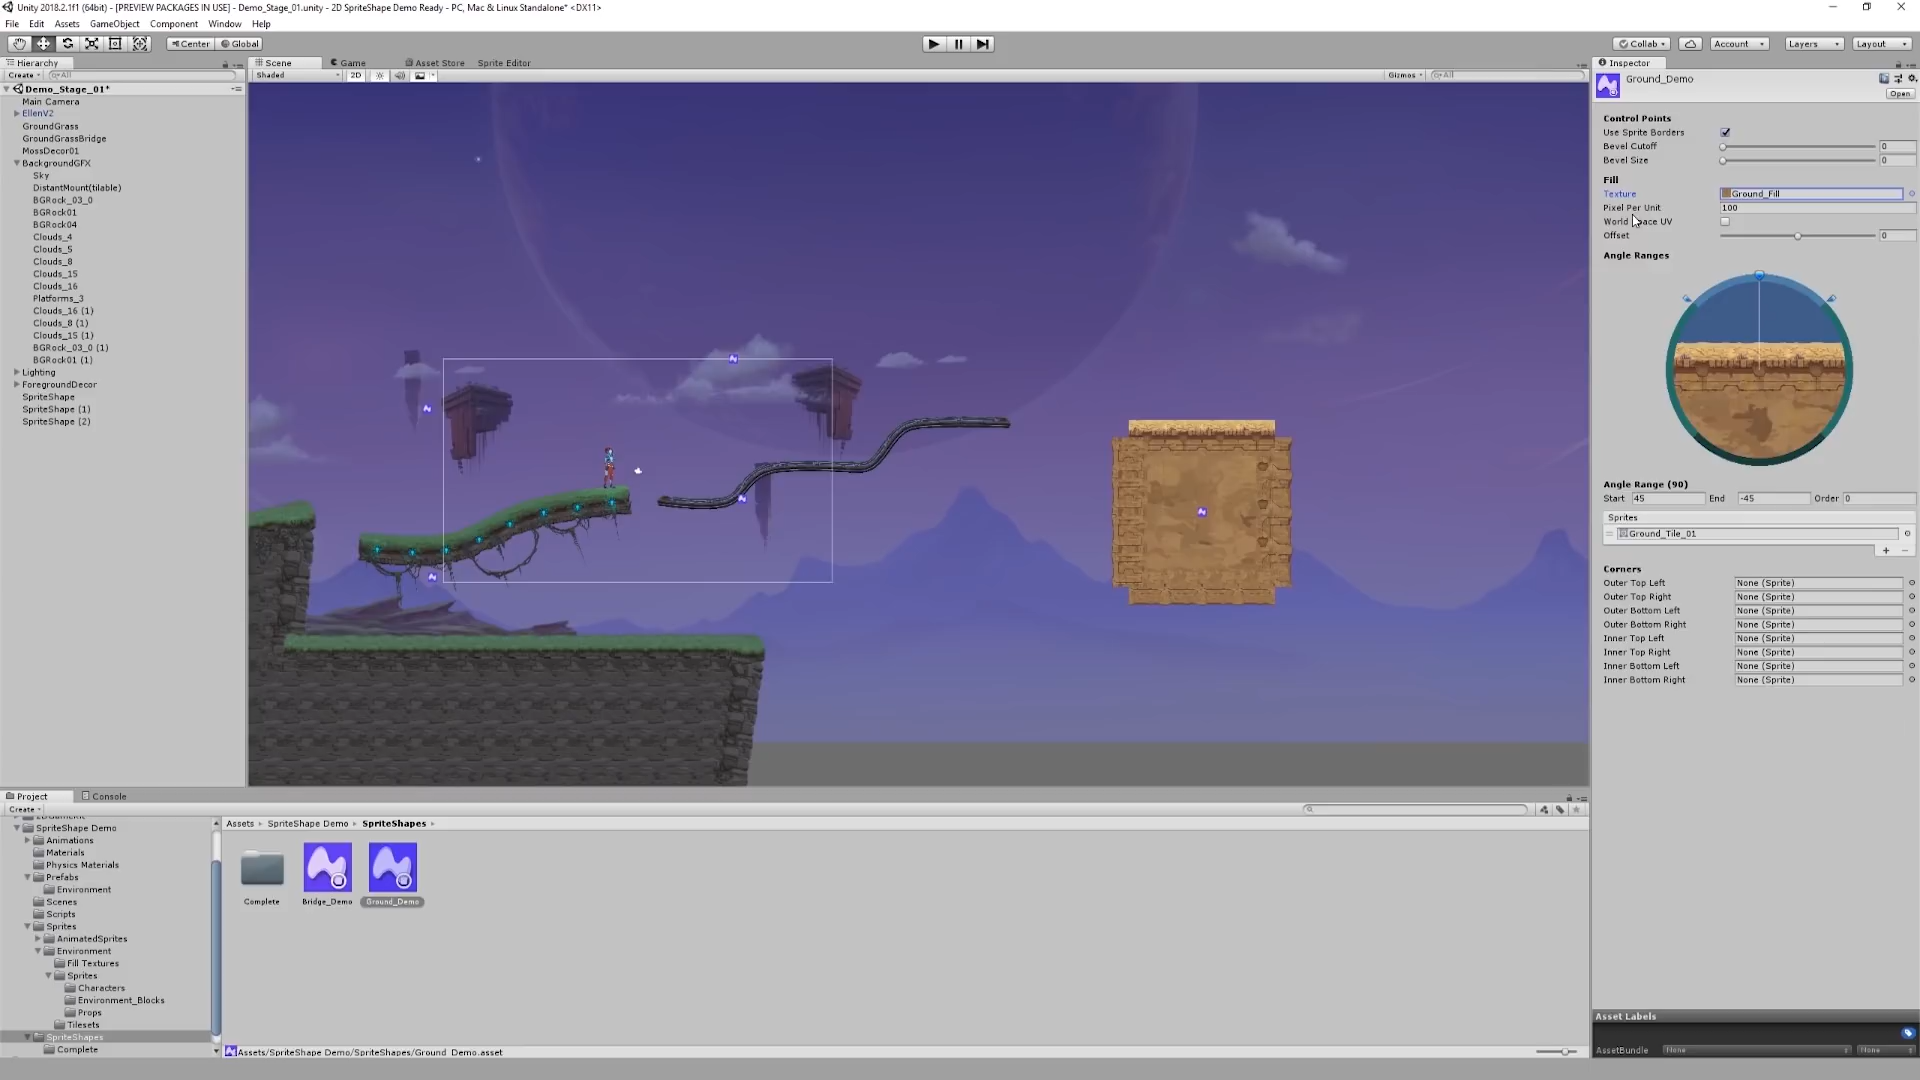 Unity 2018.2.1f1 (64bit) - [PREVIEW PACKAGES IN USE] - Demo_Stage_01.unity - 2D SpriteShape Demo Ready - PC, Mac & Linux Standalone* <DX11>
File Edit Assets GameObject Component Window Help
Center Global Collab Account Layers Layout
Hierarchy
Create All
Demo_Stage_01*
Main Camera
EllenV2
GroundGrass
GroundGrassBridge
MossDecor01
BackgroundGFX
Sky
DistantMount(tilable)
BGRock_03_0
BGRock01
BGRock04
Clouds_4
Clouds_5
Clouds_8
Clouds_15
Clouds_16
Platforms_3
Clouds_16 (1)
Clouds_8 (1)
Clouds_15 (1)
BGRock_03_0 (1)
BGRock01 (1)
Lighting
ForegroundDecor
SpriteShape
SpriteShape (1)
SpriteShape (2)
Scene Game Asset Store Sprite Editor
Shaded 2D Gizmos All
Inspector
Ground_Demo
Open
Control Points
Use Sprite Borders
Bevel Cutoff 0
Bevel Size 0
Fill
Texture Ground_Fill
Pixel Per Unit 100
Offset 0
Angle Ranges
Angle Range (90)
Start 45 End -45 Order 0
Sprites
Ground_Tile_01
Corners
Outer Top Left None (Sprite)
Outer Top Right None (Sprite)
Outer Bottom Left None (Sprite)
Outer Bottom Right None (Sprite)
Inner Top Left None (Sprite)
Inner Top Right None (Sprite)
Inner Bottom Left None (Sprite)
Inner Bottom Right None (Sprite)
Asset Labels
AssetBundle None None
Project Console
Create
SpriteShape Demo
Animations
Materials
Physics Materials
Prefabs
Environment
Scenes
Scripts
Sprites
AnimatedSprites
Environment
Fill Textures
Sprites
Characters
Environment_Blocks
Props
Tilesets
SpriteShapes
Complete
Assets SpriteShape Demo SpriteShapes
Complete Bridge_Demo Ground_Demo
Assets/SpriteShape Demo/SpriteShapes/Ground_Demo.asset